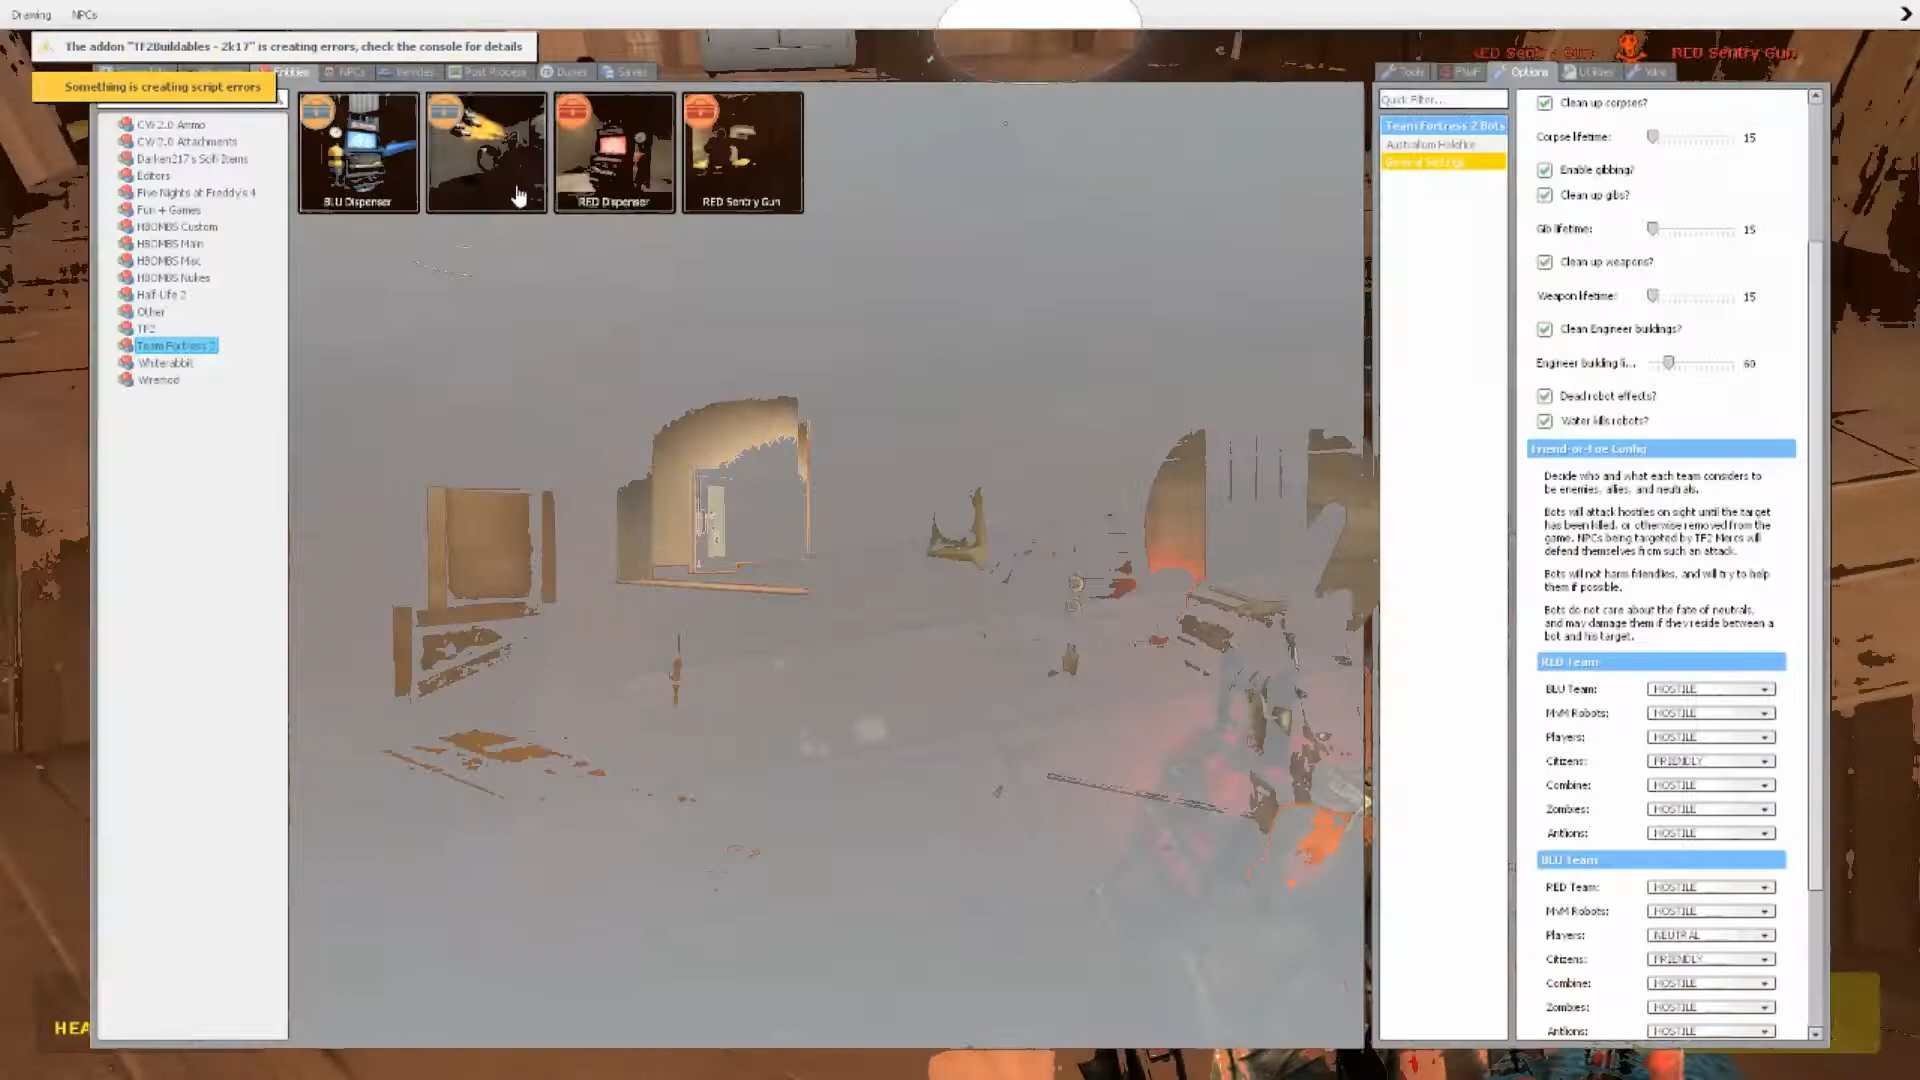 Drawing NPCs
The addon "TF2Buildables - 2k17" is creating errors, check the console for details
Something is creating script errors
RED Sentry Gun
Entities NPCs Vehicles Post Process Dupes Saves
Tools Options Utilities Wire
Quick Filter...
CW 2.0 Ammo
CW 2.0 Attachments
Darken217's Scifi Items
Editors
Five Nights at Freddy's 4
Fun + Games
HBOMBS Custom
HBOMBS Main
HBOMBS Misc
HBOMBS Nukes
Half-Life 2
Other
TF2
Team Fortress 2
Whiterabbit
Wiremod
BLU Dispenser
RED Dispenser
RED Sentry Gun
Team Fortress 2 Bots
General Settings
Clean up corpses?
Corpse lifetime: 15
Enable gibbing?
Clean up gibs?
Gib lifetime: 15
Clean up weapons?
Weapon lifetime: 15
Clean Engineer buildings?
Engineer building li... 60
Dead robot effects?
Water kills robots?
Friend-or-Foe Config
Decide who and what each team considers to
be enemies, allies, and neutrals.
Bots will attack hostiles on sight until the target
has been killed, or otherwise removed from the
game. NPCs being targeted by TF2 Mercs will
defend themselves from such an attack.
Bots will not harm friendlies, and will try to help
them if possible.
Bots do not care about the fate of neutrals,
and may damage them if they reside between a
bot and his target.
RED Team
BLU Team: HOSTILE
MvM Robots: HOSTILE
Players: HOSTILE
Citizens: FRIENDLY
Combine: HOSTILE
Zombies: HOSTILE
Antlions: HOSTILE
BLU Team
RED Team: HOSTILE
MvM Robots: HOSTILE
Players: NEUTRAL
Citizens: FRIENDLY
Combine: HOSTILE
Zombies: HOSTILE
Antlions: HOSTILE
HEA